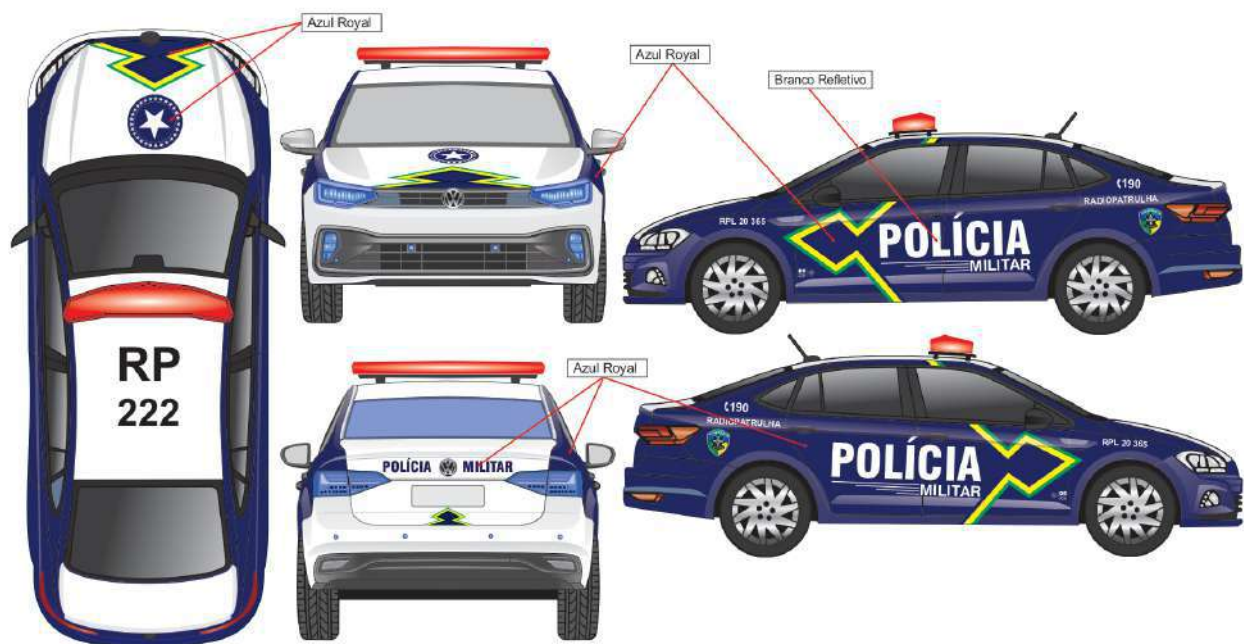 Azul Royal
RP
222
Azul Royal
Branco Refletivo
190
RADIOPATRULHA
RPL 20 365
POLÍCIA
MILITAR
Azul Royal
POLÍCIA MILITAR
190
RADIOPATRULHA
RPL 20 365
POLÍCIA
MILITAR